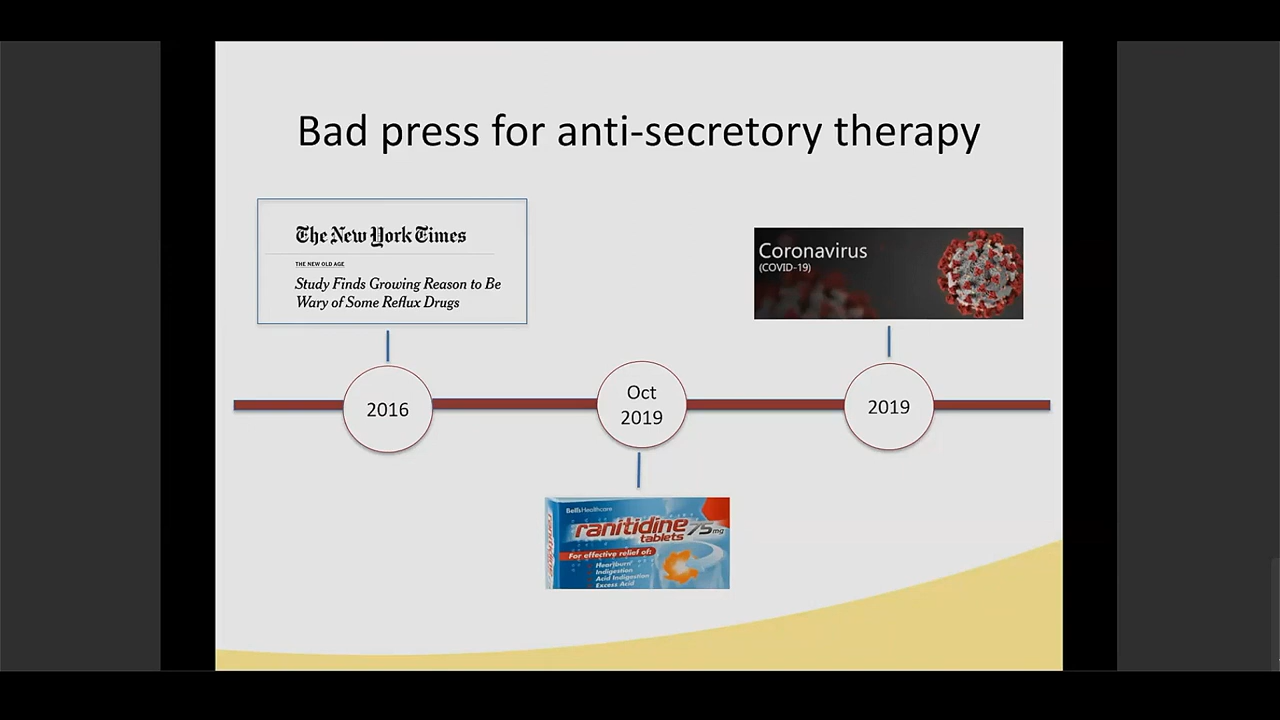 Bad press for anti-secretory therapy
The New York Times
THE NEW OLD AGE
Study Finds Growing Reason to Be
Wary of Some Reflux Drugs
Coronavirus
(COVID-19)
2016
Oct
2019
2019
Bell's Healthcare
ranitidine 75mg
tablets
For effective relief of:
Heartburn
Indigestion
Acid Indigestion
Excess Acid